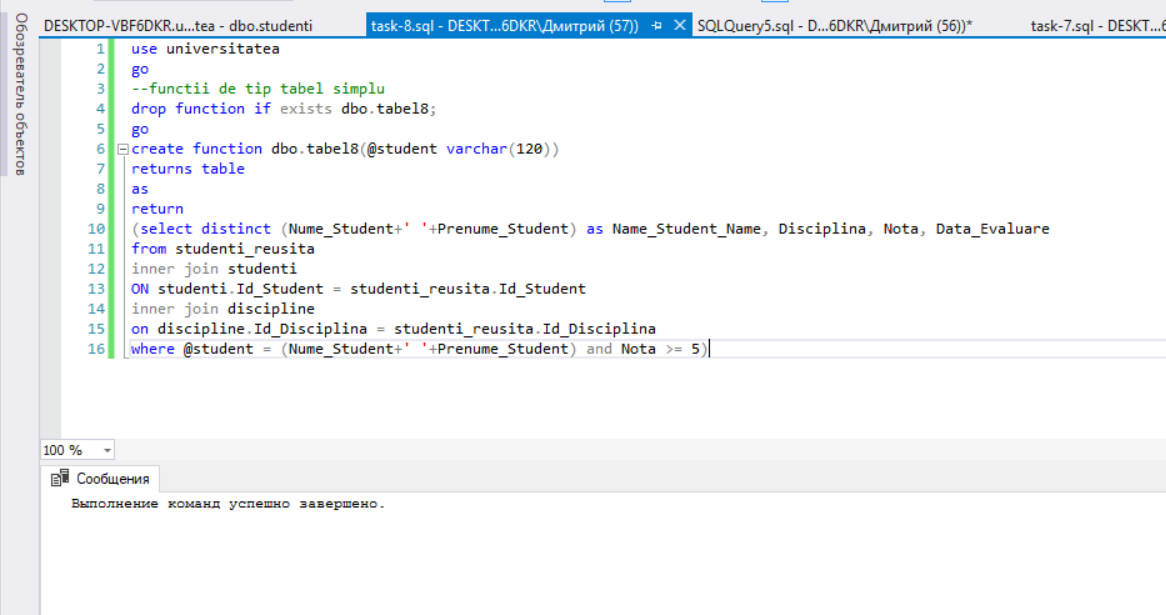 DESKTOP-VBF6DKR.u...tea - dbo.studenti
task-8.sql - DESKT...6DKR\Дмитрий (57))
SQLQuery5.sql - D...6DKR\Дмитрий (56))*
task-7.sql - DESKT...6
Обозреватель объектов
1 use universitatea
2 go
3 --functii de tip tabel simplu
4 drop function if exists dbo.tabel8;
5 go
6 create function dbo.tabel8(@student varchar(120))
7 returns table
8 as
9 return
10 (select distinct (Nume_Student+' '+Prenume_Student) as Name_Student_Name, Disciplina, Nota, Data_Evaluare
11 from studenti_reusita
12 inner join studenti
13 ON studenti.Id_Student = studenti_reusita.Id_Student
14 inner join discipline
15 on discipline.Id_Disciplina = studenti_reusita.Id_Disciplina
16 where @student = (Nume_Student+' '+Prenume_Student) and Nota >= 5)
100 %
Сообщения
Выполнение команд успешно завершено.